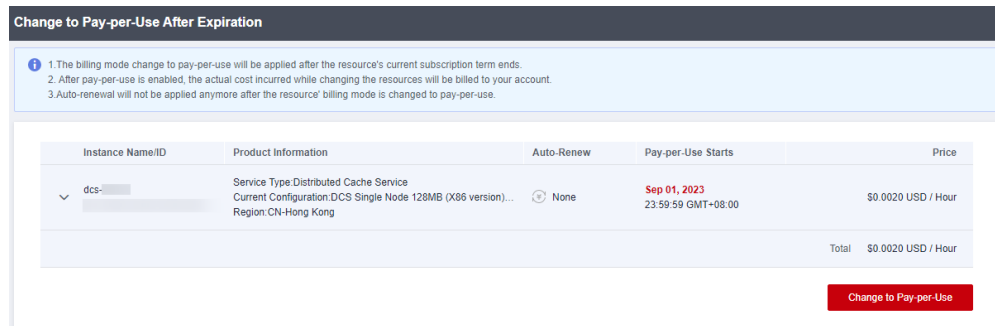 Change to Pay-per-Use After Expiration
1.The billing mode change to pay-per-use will be applied after the resource's current subscription term ends.
2. After pay-per-use is enabled, the actual cost incurred while changing the resources will be billed to your account.
3.Auto-renewal will not be applied anymore after the resource' billing mode is changed to pay-per-use.
Instance Name/ID Product Information Auto-Renew Pay-per-Use Starts Price
dcs-
Service Type:Distributed Cache Service
Current Configuration:DCS Single Node 128MB (X86 version)...
Region:CN-Hong Kong
None
Sep 01, 2023
23:59:59 GMT+08:00
$0.0020 USD / Hour
Total $0.0020 USD / Hour
Change to Pay-per-Use